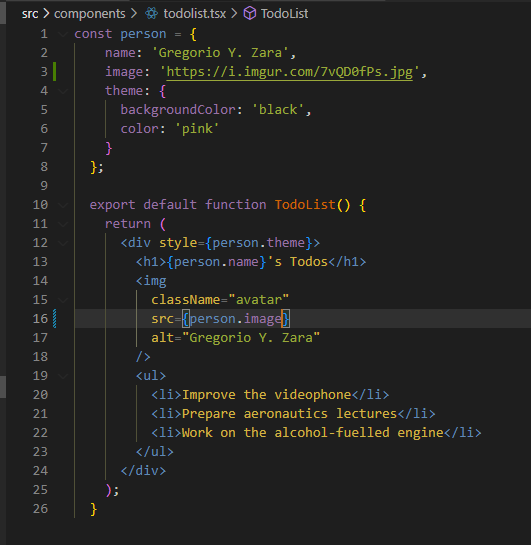 src > components > todolist.tsx > TodoList
1 const person = {
2 name: 'Gregorio Y. Zara',
3 image: 'https://i.imgur.com/7vQD0fPs.jpg',
4 theme: {
5 backgroundColor: 'black',
6 color: 'pink'
7 }
8 };
9
10 export default function TodoList() {
11 return (
12 <div style={person.theme}>
13 <h1>{person.name}'s Todos</h1>
14 <img
15 className="avatar"
16 src={person.image}
17 alt="Gregorio Y. Zara"
18 />
19 <ul>
20 <li>Improve the videophone</li>
21 <li>Prepare aeronautics lectures</li>
22 <li>Work on the alcohol-fuelled engine</li>
23 </ul>
24 </div>
25 );
26 }